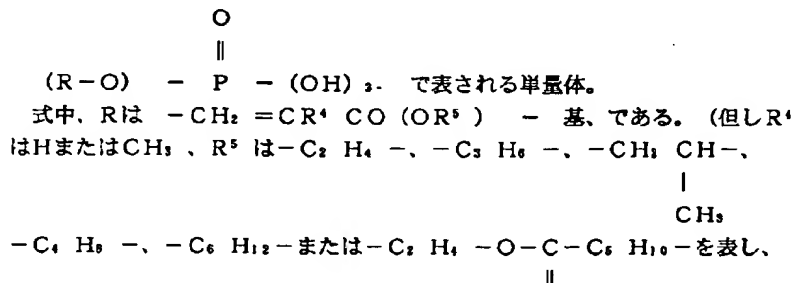 O
‖
(R-O) - P - (OH) ₂. で表される単量体。
式中、Rは -CH₂ =CR⁴ CO (OR⁵ ) - 基、である。(但しR⁴
はHまたはCH₃ 、R⁵ は-C₂ H₄ -、-C₃ H₆ -、-CH₂ CH-、
|
CH₃
-C₄ H₈ -、-C₆ H₁₂-または-C₂ H₄ -O-C-C₅ H₁₀-を表し、
‖